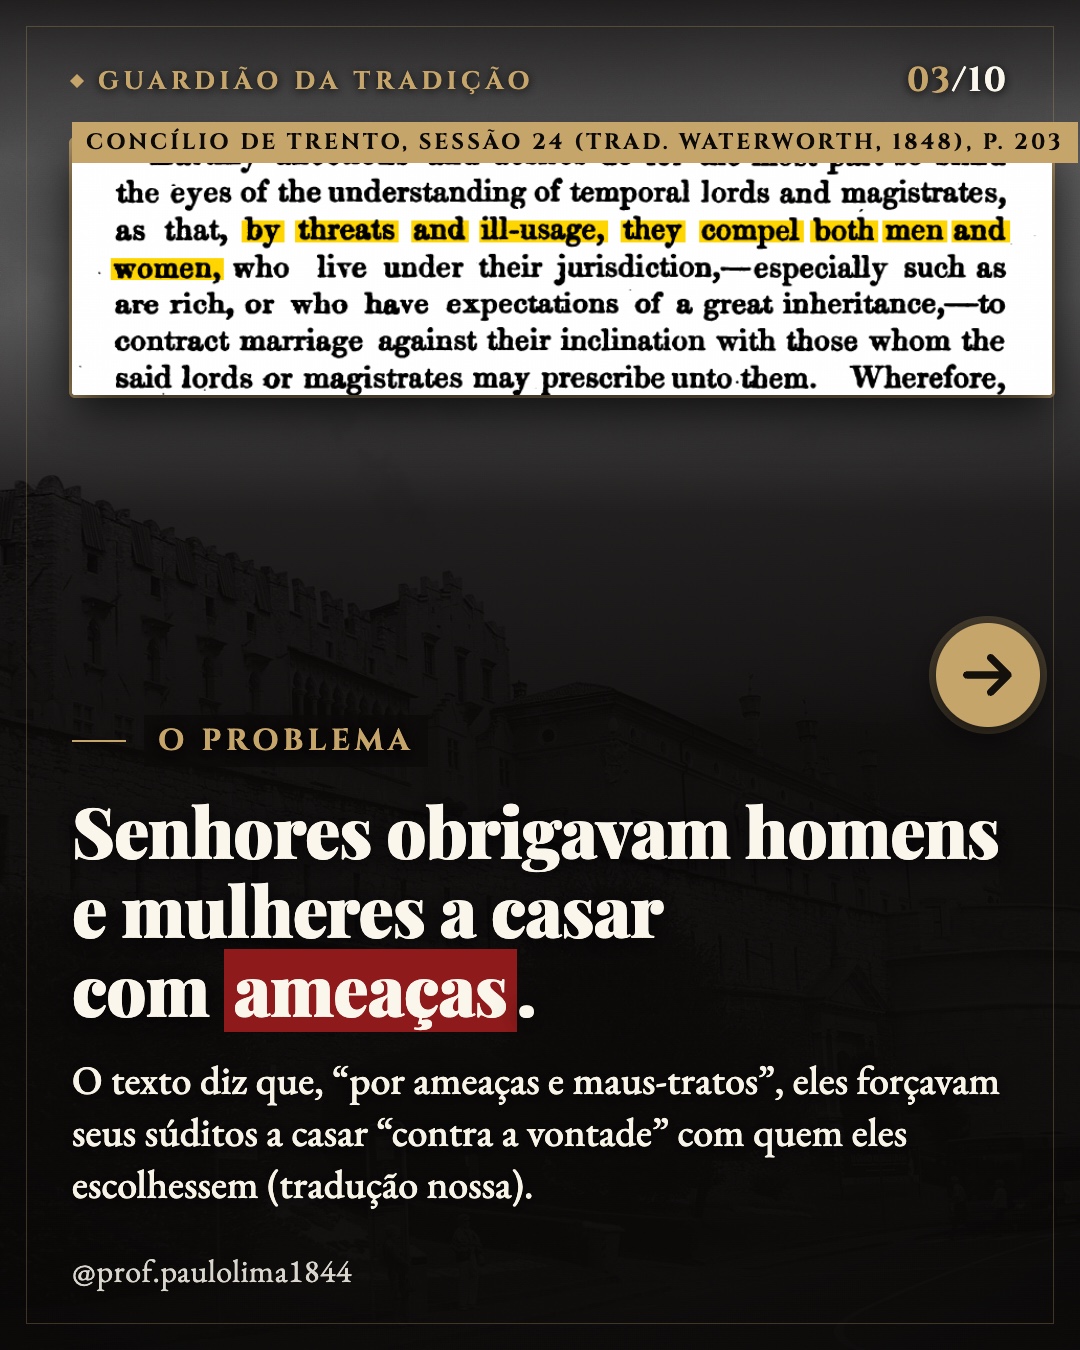 GUARDIÃO DA TRADIÇÃO
03/10
CONCÍLIO DE TRENTO, SESSÃO 24 (TRAD. WATERWORTH, 1848), P. 203
the eyes of the understanding of temporal lords and magistrates,
as that, by threats and ill-usage, they compel both men and
women, who live under their jurisdiction,—especially such as
are rich, or who have expectations of a great inheritance,—to
contract marriage against their inclination with those whom the
said lords or magistrates may prescribe unto them. Wherefore,
O PROBLEMA
Senhores obrigavam homens
e mulheres a casar
com ameaças.
O texto diz que, “por ameaças e maus-tratos”, eles forçavam
seus súditos a casar “contra a vontade” com quem eles
escolhessem (tradução nossa).
@prof.paulolima1844